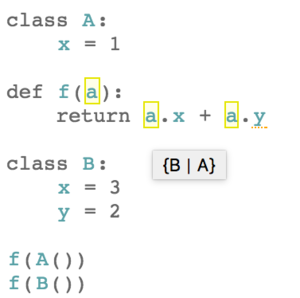 class A:
    x = 1
def f(a):
    return a.x + a.y
class B:
    x = 3
    y = 2
{B | A}
f(A())
f(B())